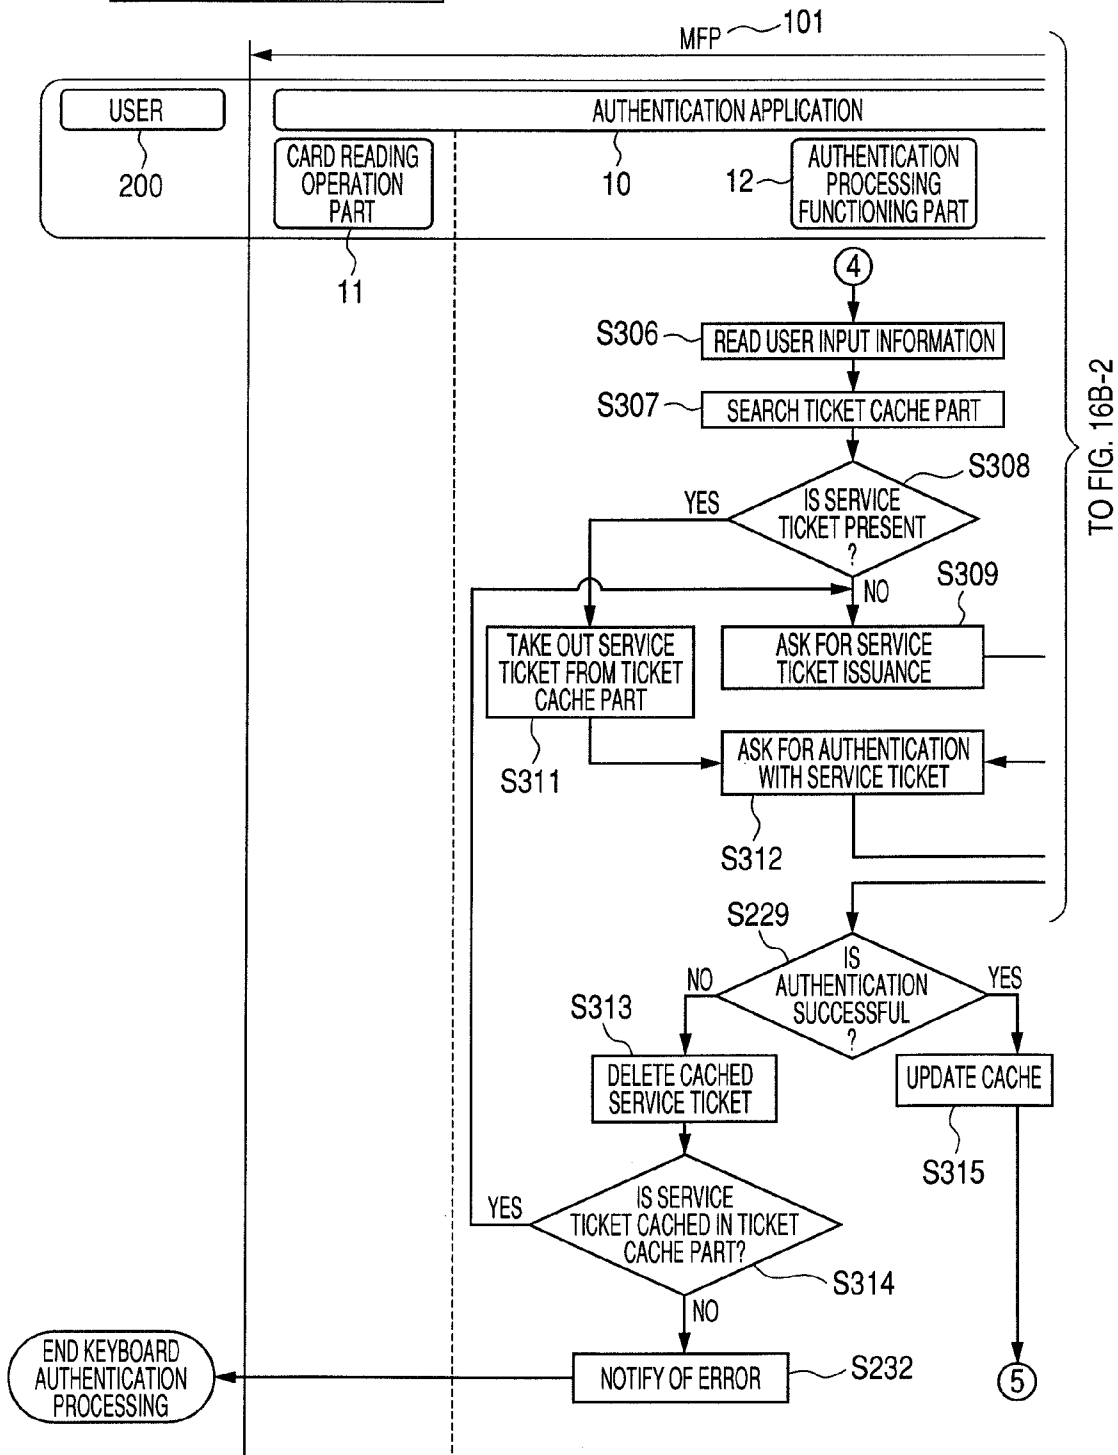 MFP
101
USER
AUTHENTICATION APPLICATION
200
CARD READING
OPERATION
PART
11
10
12
AUTHENTICATION
PROCESSING
FUNCTIONING PART
4
S306
READ USER INPUT INFORMATION
S307
SEARCH TICKET CACHE PART
S308
IS SERVICE
TICKET PRESENT
?
YES
NO
S309
TAKE OUT SERVICE
TICKET FROM TICKET
CACHE PART
ASK FOR SERVICE
TICKET ISSUANCE
S311
ASK FOR AUTHENTICATION
WITH SERVICE TICKET
S312
TO FIG. 16B-2
S229
IS
AUTHENTICATION
SUCCESSFUL
?
NO
YES
S313
DELETE CACHED
SERVICE TICKET
UPDATE CACHE
S315
YES
IS SERVICE
TICKET CACHED IN TICKET
CACHE PART?
S314
NO
END KEYBOARD
AUTHENTICATION
PROCESSING
NOTIFY OF ERROR
S232
5